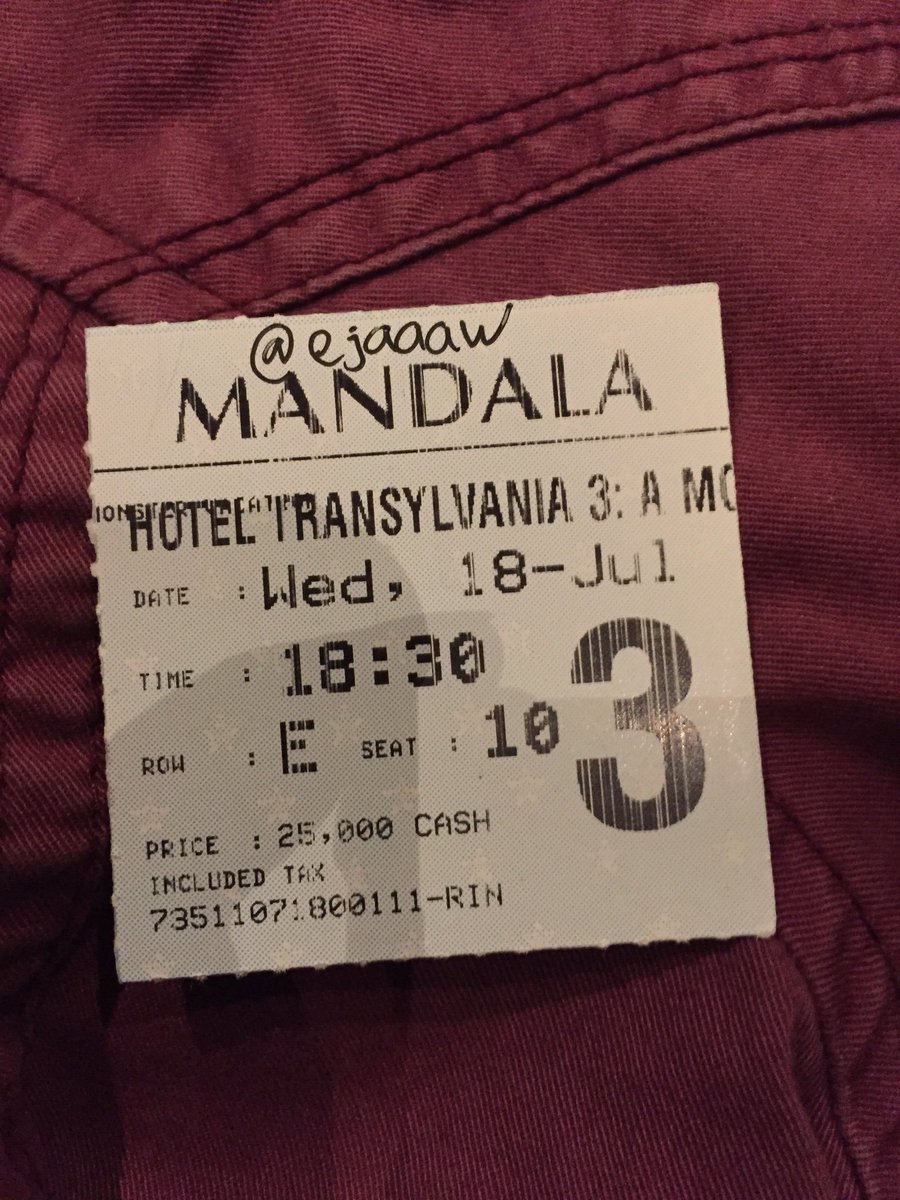 @ejaaaw
MANDALA
HOTEL TRANSYLVANIA 3: A MO
DATE : Wed, 18-Jul
TIME : 18:30
3
ROW : E SEAT : 10
PRICE : 25,000 CASH
INCLUDED TAX
73511071800111-RIN